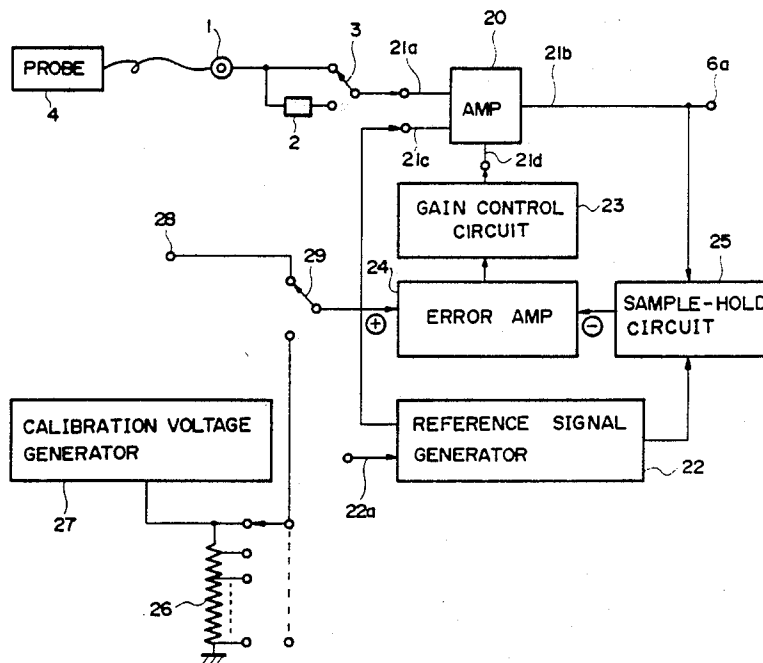 1
3
20
21a
21b
6a
PROBE
4
2
AMP
21c
21d
GAIN CONTROL
CIRCUIT
23
28
29
24
25
ERROR AMP
+
−
SAMPLE-HOLD
CIRCUIT
CALIBRATION VOLTAGE
GENERATOR
27
REFERENCE SIGNAL
GENERATOR
22
22a
26